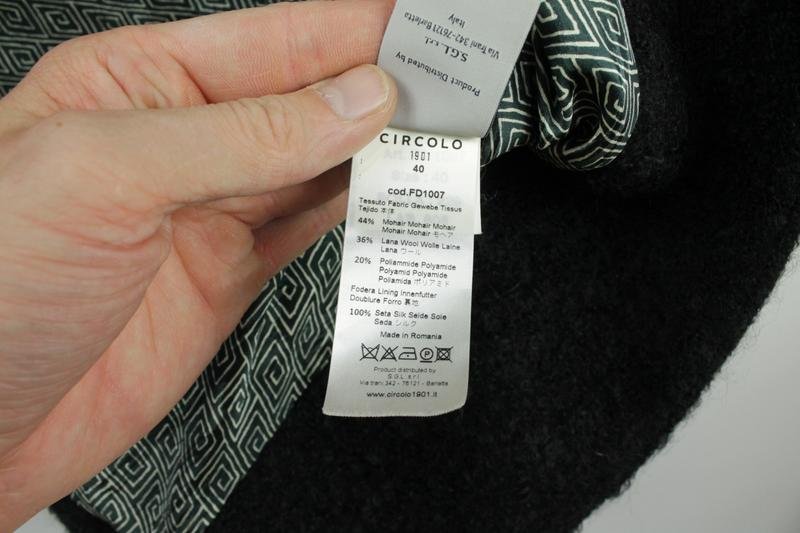 Product Distributed by
S.G.L. s.r.l.
Via Trani 342-76121 Barletta
Italy
CIRCOLO
1901
40
cod.FD1007
Tessuto Fabric Gewebe Tissus
Tejido 本体
44% Mohair Mohair Mohair
Mohair Mohair モヘア
36% Lana Wool Wolle Laine
Lana ウール
20% Poliammide Polyamide
Polyamid Polyamide
Poliamida ポリアミド
Fodera Lining Innenfutter
Doublure Forro 裏地
100% Seta Silk Seide Soie
Seda シルク
Made in Romania
P
Product distributed by
S.G.L. s.r.l
Via trani,342 - 76121 - Barletta
www.circolo1901.it